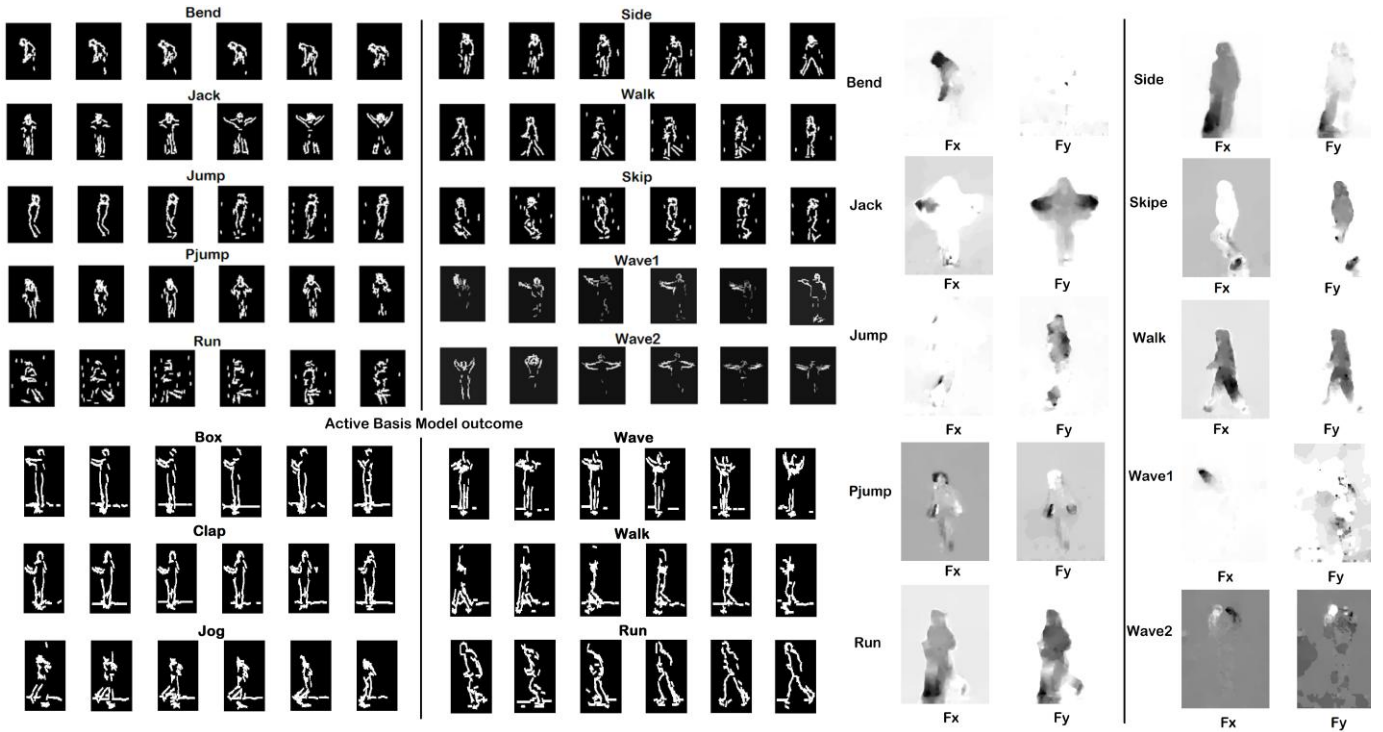 Bend
Side
Jack
Walk
Jump
Skip
Pjump
Wave1
Run
Wave2
Active Basis Model outcome
Box
Wave
Clap
Walk
Jog
Run
Bend
Fx
Fy
Jack
Fx
Fy
Jump
Fx
Fy
Pjump
Fx
Fy
Run
Fx
Fy
Side
Fx
Fy
Skipe
Fx
Fy
Walk
Fx
Fy
Wave1
Fx
Fy
Wave2
Fx
Fy